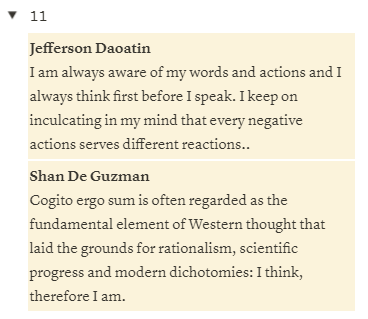 11
Jefferson Daoatin
I am always aware of my words and actions and I
always think first before I speak. I keep on
inculcating in my mind that every negative
actions serves different reactions..
Shan De Guzman
Cogito ergo sum is often regarded as the
fundamental element of Western thought that
laid the grounds for rationalism, scientific
progress and modern dichotomies: I think,
therefore I am.